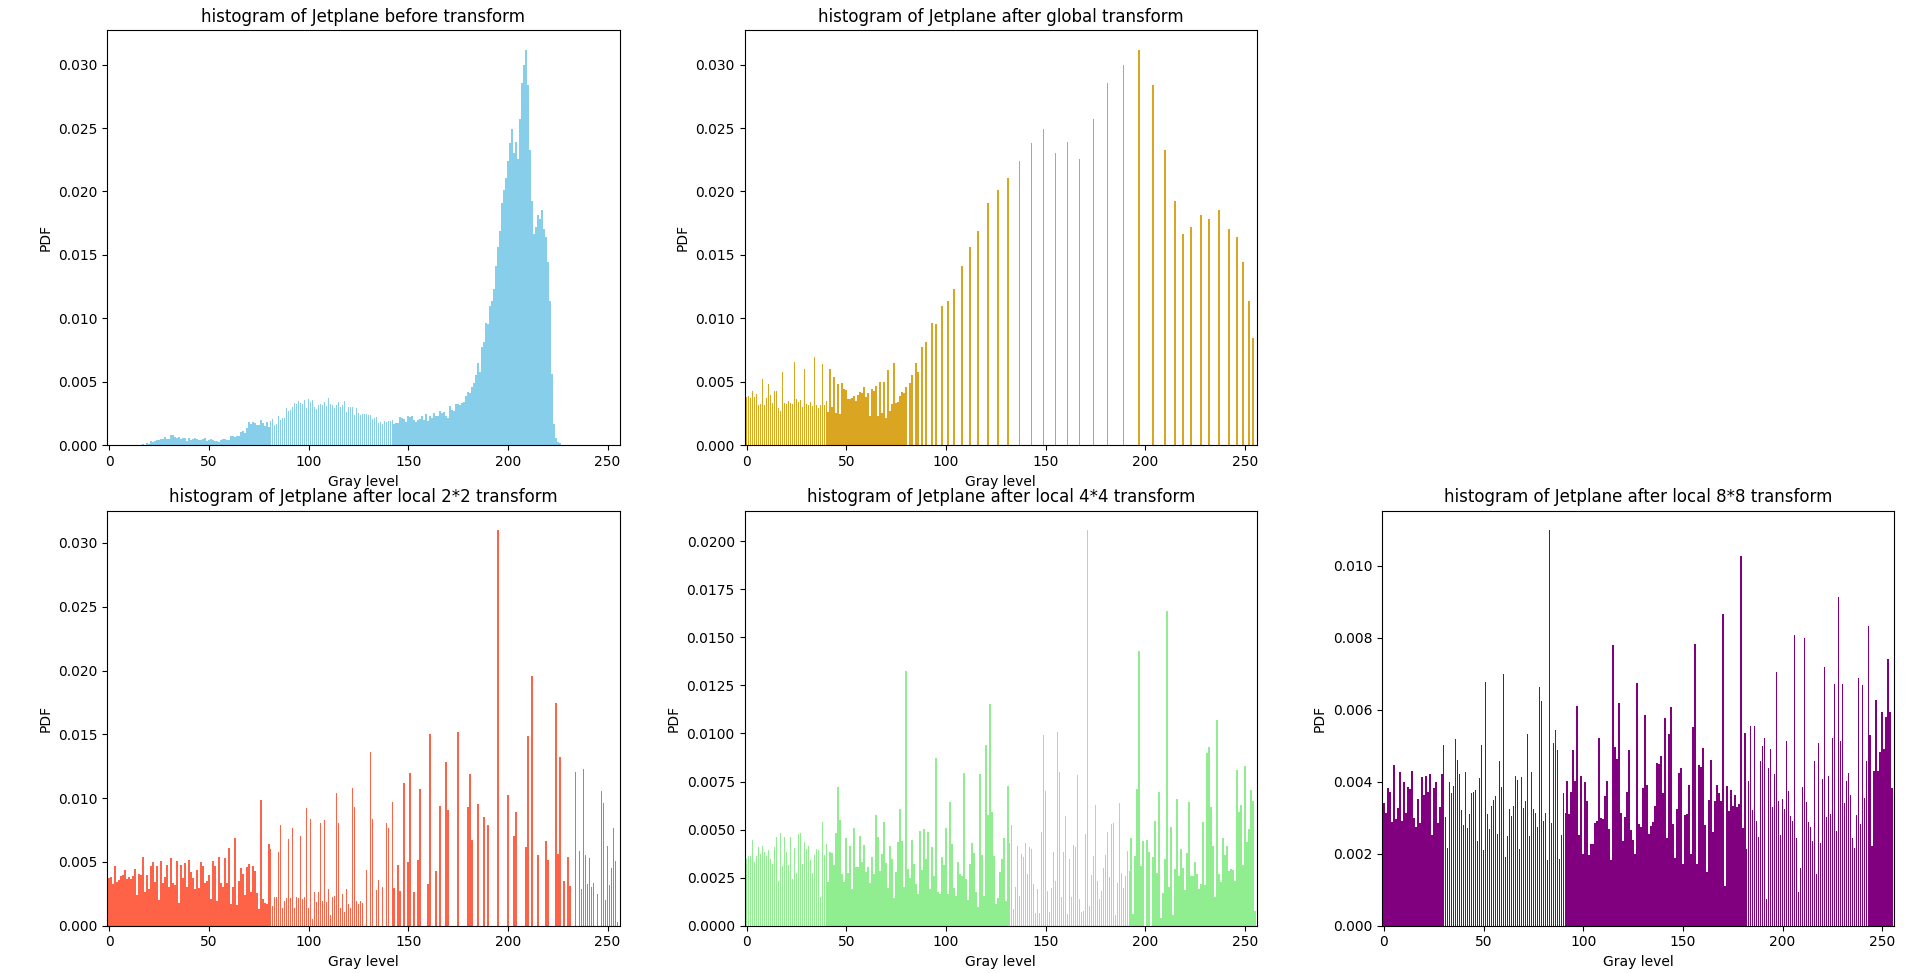 histogram of Jetplane before transform
PDF
0.030
0.025
0.020
0.015
0.010
0.005
0.000
0 50 100 150 200 250
Gray level
histogram of Jetplane after global transform
PDF
0.030
0.025
0.020
0.015
0.010
0.005
0.000
0 50 100 150 200 250
Gray level
histogram of Jetplane after local 2*2 transform
PDF
0.030
0.025
0.020
0.015
0.010
0.005
0.000
0 50 100 150 200 250
Gray level
histogram of Jetplane after local 4*4 transform
PDF
0.0200
0.0175
0.0150
0.0125
0.0100
0.0075
0.0050
0.0025
0.0000
0 50 100 150 200 250
Gray level
histogram of Jetplane after local 8*8 transform
PDF
0.010
0.008
0.006
0.004
0.002
0.000
0 50 100 150 200 250
Gray level